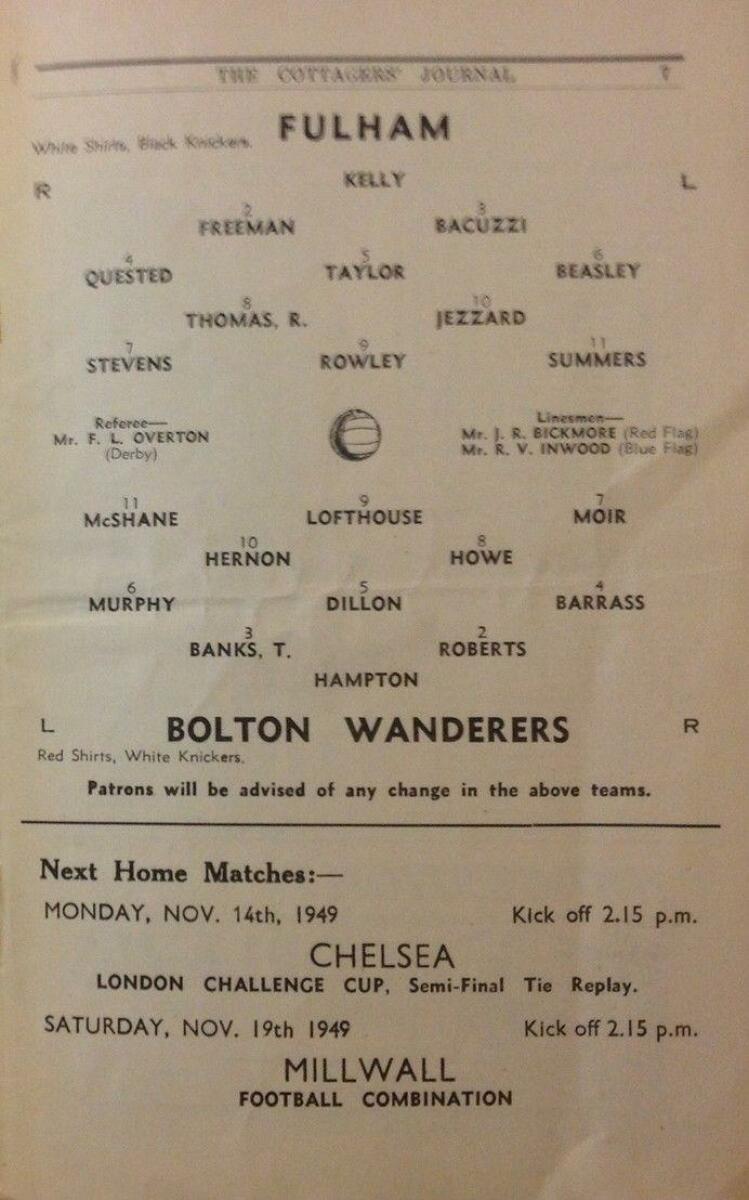 THE COTTAGERS' JOURNAL 7
FULHAM
White Shirts, Black Knickers.
R KELLY L
2 3
FREEMAN BACUZZI
4 5 6
QUESTED TAYLOR BEASLEY
8 10
THOMAS, R. JEZZARD
7 9 11
STEVENS ROWLEY SUMMERS
Referee— Linesmen—
Mr. F. L. OVERTON Mr. J. R. BICKMORE (Red Flag)
(Derby) Mr. R. V. INWOOD (Blue Flag)
11 9 7
McSHANE LOFTHOUSE MOIR
10 8
HERNON HOWE
6 5 4
MURPHY DILLON BARRASS
3 2
BANKS, T. ROBERTS
HAMPTON
L BOLTON WANDERERS R
Red Shirts, White Knickers.
Patrons will be advised of any change in the above teams.
Next Home Matches:—
MONDAY, NOV. 14th, 1949 Kick off 2.15 p.m.
CHELSEA
LONDON CHALLENGE CUP, Semi-Final Tie Replay.
SATURDAY, NOV. 19th 1949 Kick off 2.15 p.m.
MILLWALL
FOOTBALL COMBINATION